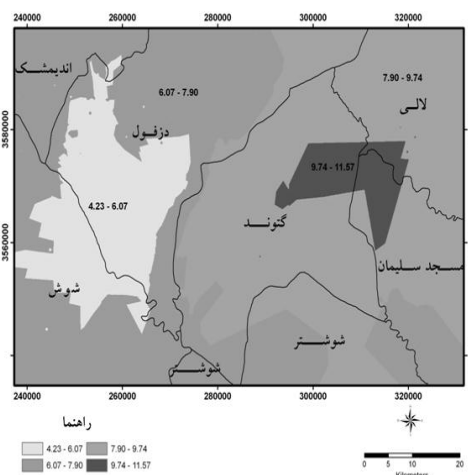 240000 260000 280000 300000 320000
اندیمشک
6.07 - 7.90
7.90 - 9.74
لالی
3580000
دزفول
9.74 - 11.57
4.23 - 6.07
گتوند
3560000
مسجد سلیمان
شوش
شوشتر
شوشتر
240000 260000 280000 300000 320000
راهنما
4.23 - 6.07 7.90 - 9.74
6.07 - 7.90 9.74 - 11.57
0 5 10 20
Kilometers